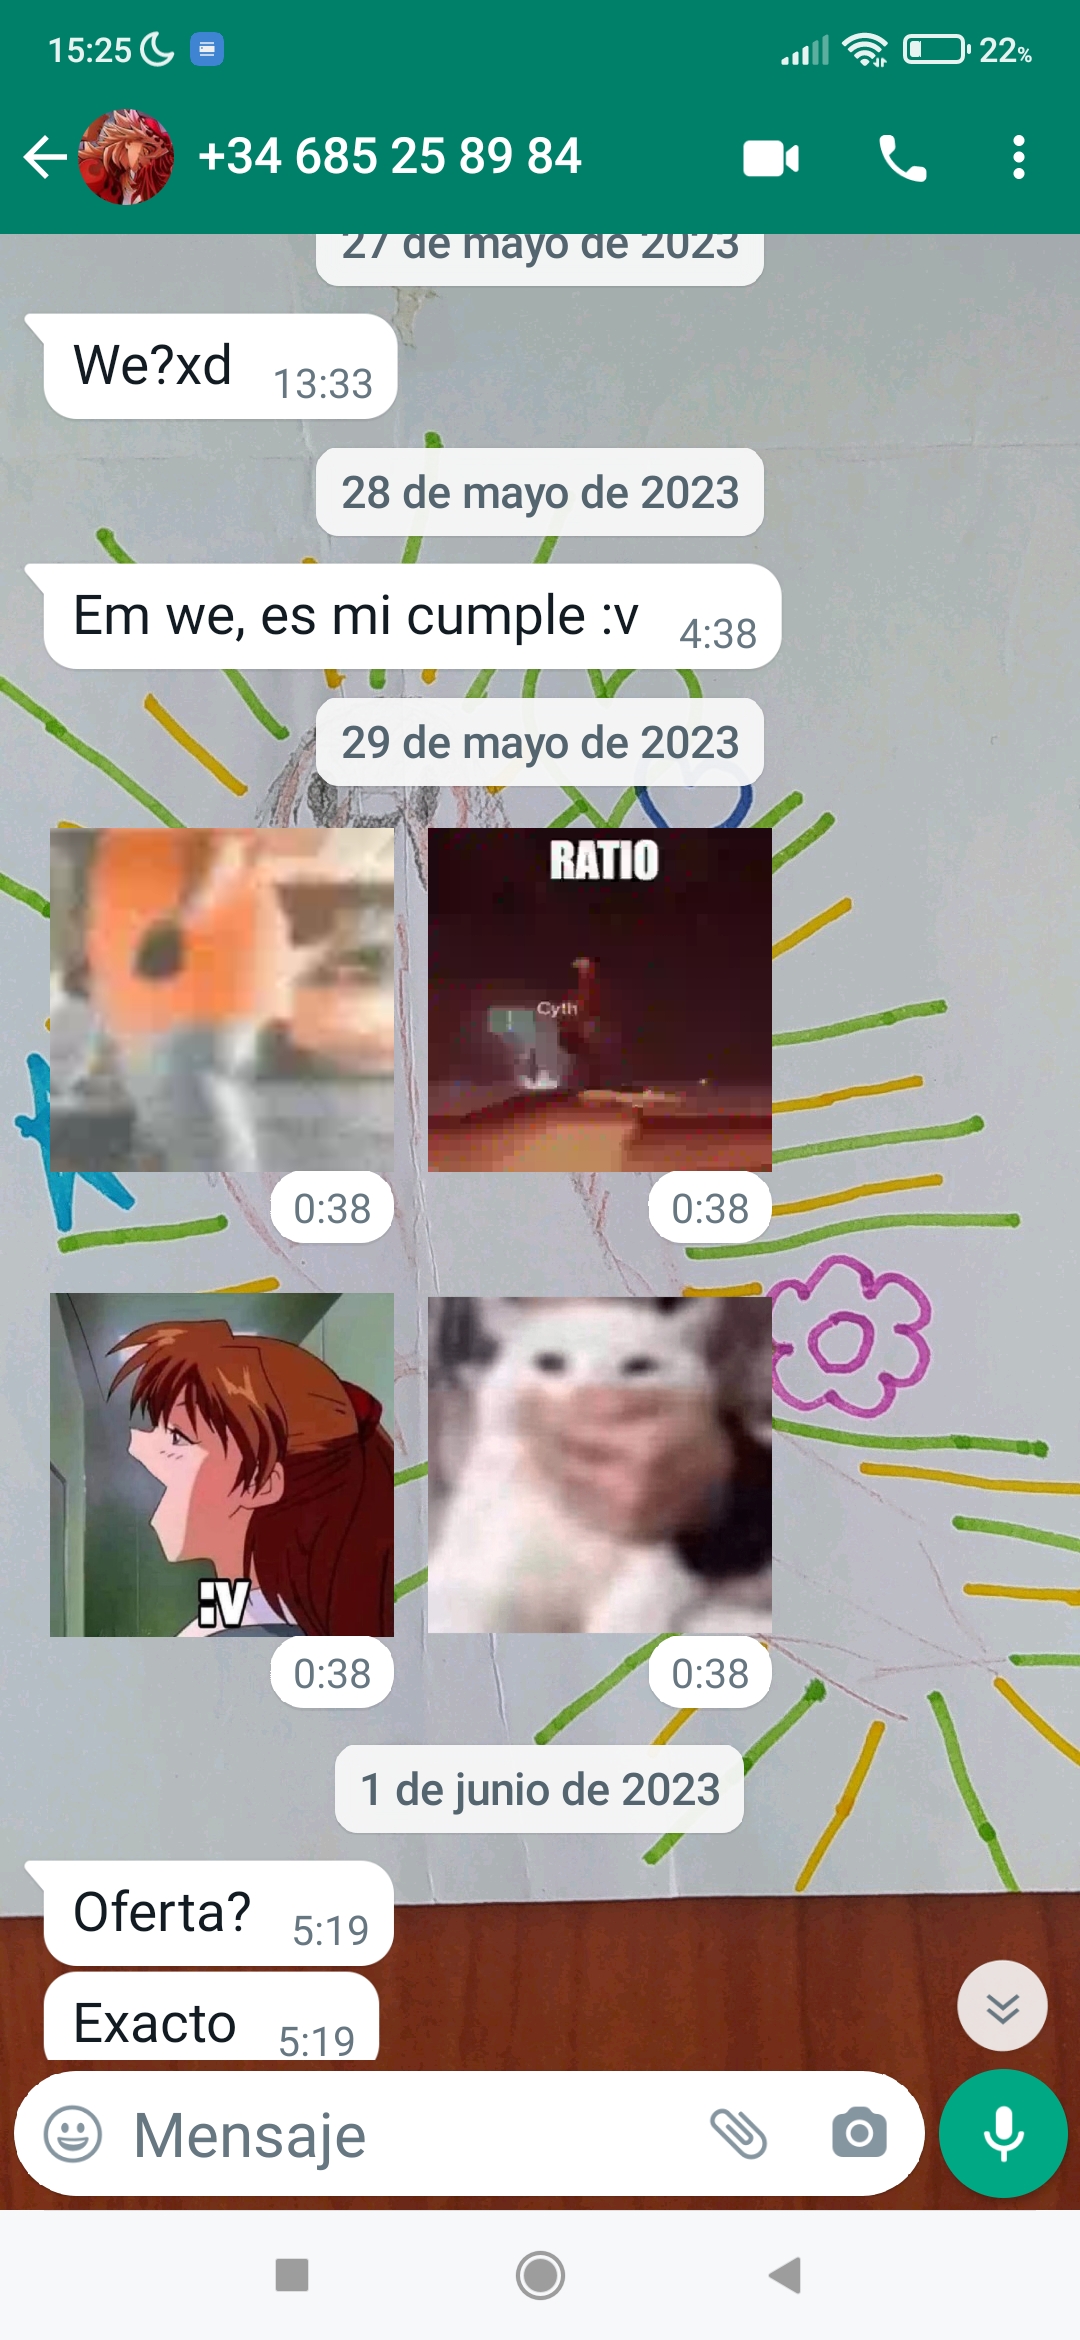 15:25
22%
+34 685 25 89 84
27 de mayo de 2023
We?xd 13:33
28 de mayo de 2023
Em we, es mi cumple :v 4:38
29 de mayo de 2023
RATIO
Cyth
0:38
0:38
:V
0:38
0:38
1 de junio de 2023
Oferta? 5:19
Exacto 5:19
Mensaje